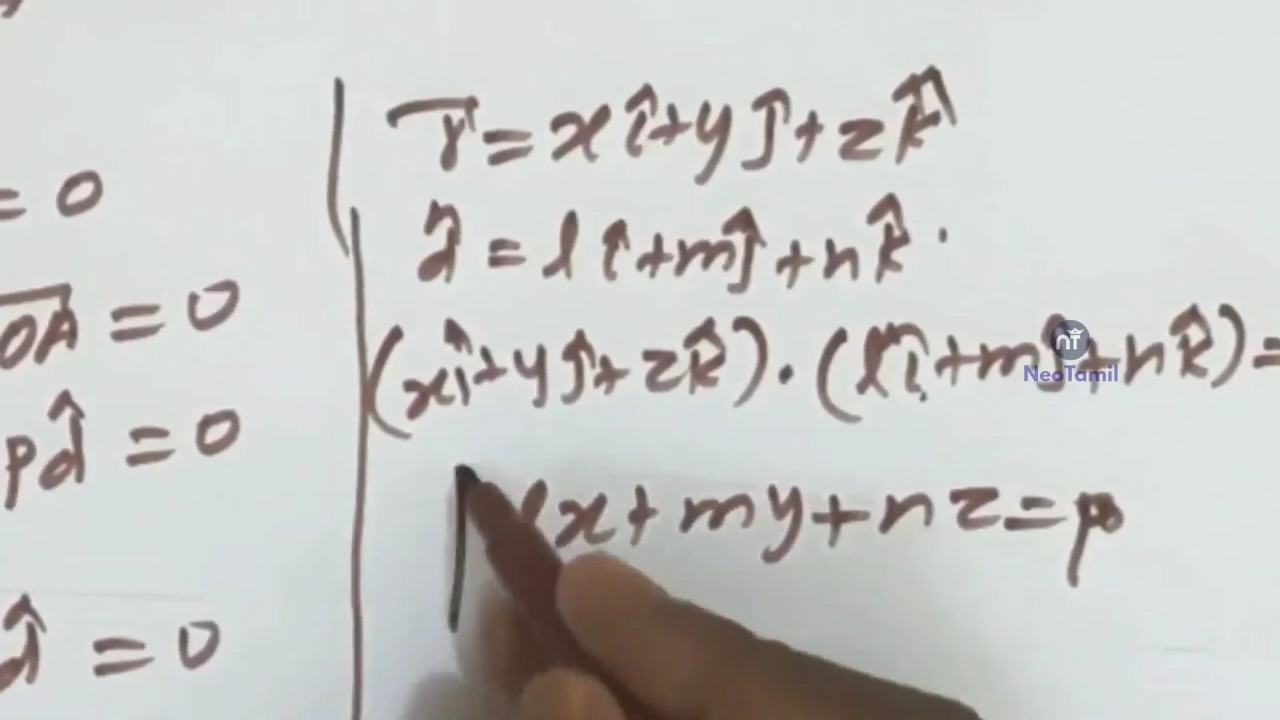 = 0
OA = 0
pd̂ = 0
d̂ = 0
r̅ = xî+yĵ+zk̂
d̂ = lî+mĵ+nk̂.
(xî+yĵ+zk̂)·(lî+mĵ+nk̂)=
lx+my+nz=p
nT
NeoTamil